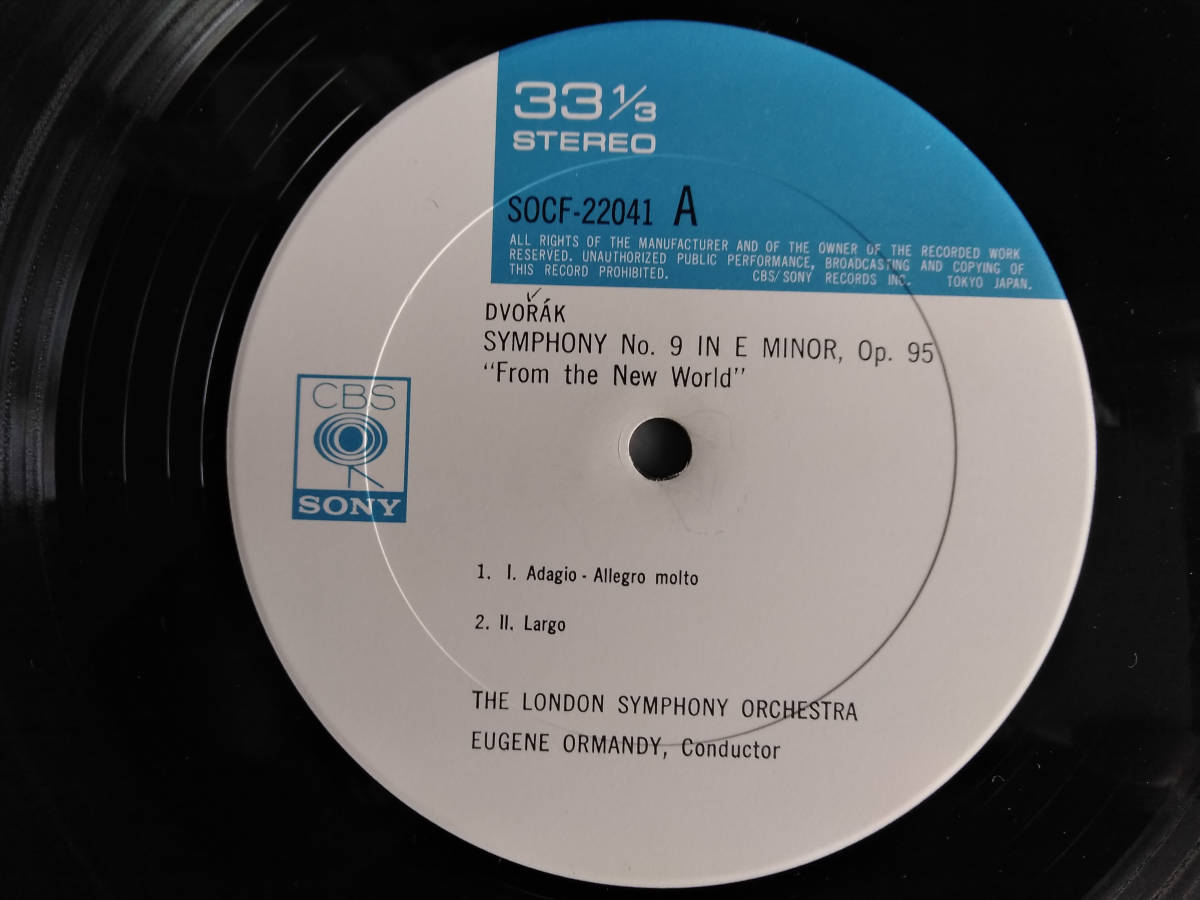 33 1/3
STEREO
SOCF-22041 A
ALL RIGHTS OF THE MANUFACTURER AND OF THE OWNER OF THE RECORDED WORK
RESERVED. UNAUTHORIZED PUBLIC PERFORMANCE, BROADCASTING AND COPYING OF
THIS RECORD PROHIBITED. CBS/SONY RECORDS INC. TOKYO JAPAN.
DVOŘÁK
SYMPHONY No. 9 IN E MINOR, Op. 95
"From the New World"
CBS
SONY
1. I. Adagio - Allegro molto
2. II. Largo
THE LONDON SYMPHONY ORCHESTRA
EUGENE ORMANDY, Conductor